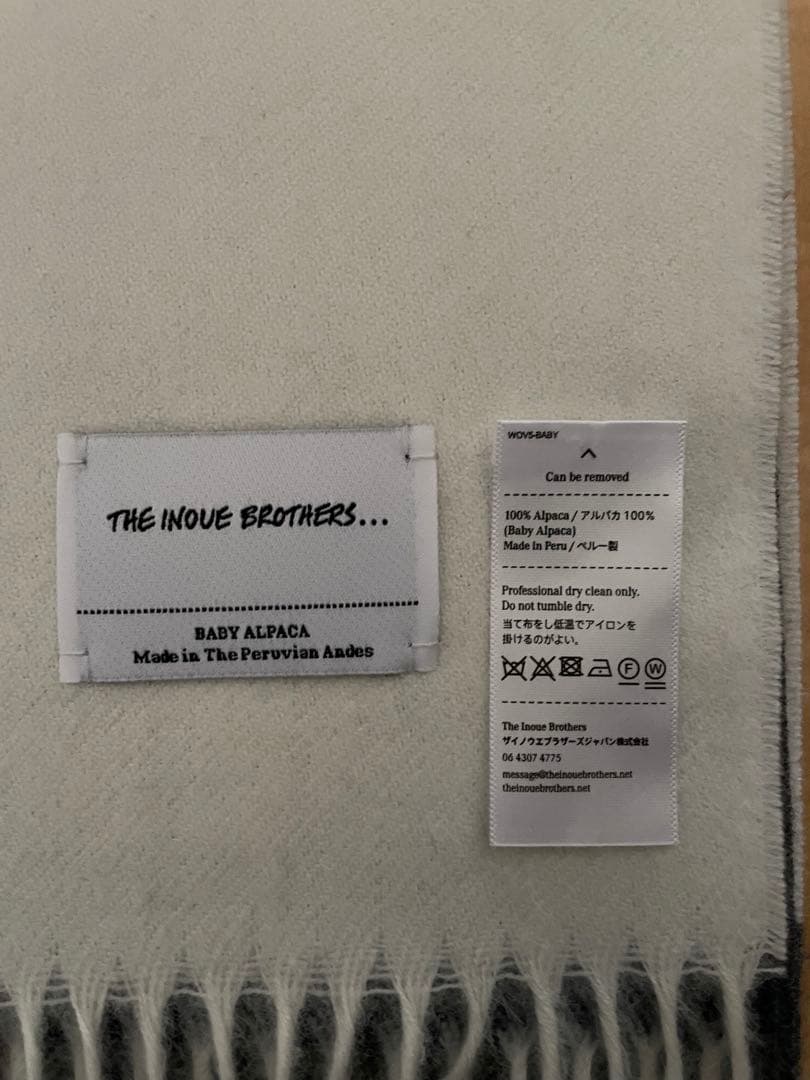 THE INOUE BROTHERS...
BABY ALPACA
Made in The Peruvian Andes
WOVS-BABY
Can be removed
100% Alpaca / アルパカ 100%
(Baby Alpaca)
Made in Peru / ペルー製
Professional dry clean only.
Do not tumble dry.
当て布をし低温でアイロンを
掛けるのがよい。
F W
The Inoue Brothers
ザイノウエブラザーズジャパン株式会社
06 4307 4775
message@theinouebrothers.net
theinouebrothers.net